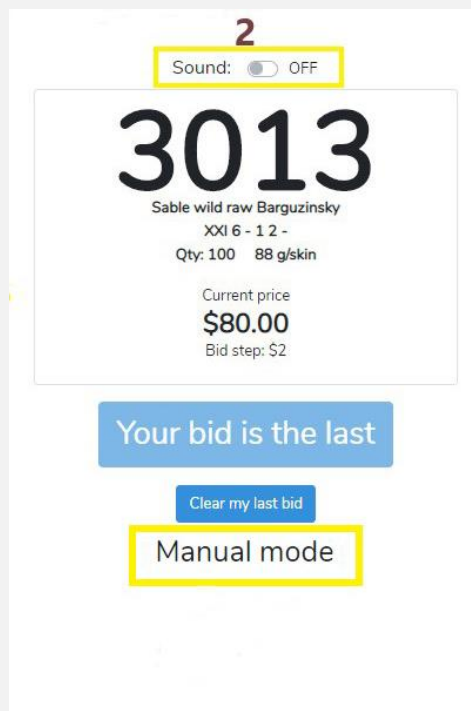 2
Sound: OFF
3013
Sable wild raw Barguzinsky
XXI 6 - 1 2 -
Qty: 100 88 g/skin
Current price
$80.00
Bid step: $2
Your bid is the last
Clear my last bid
Manual mode